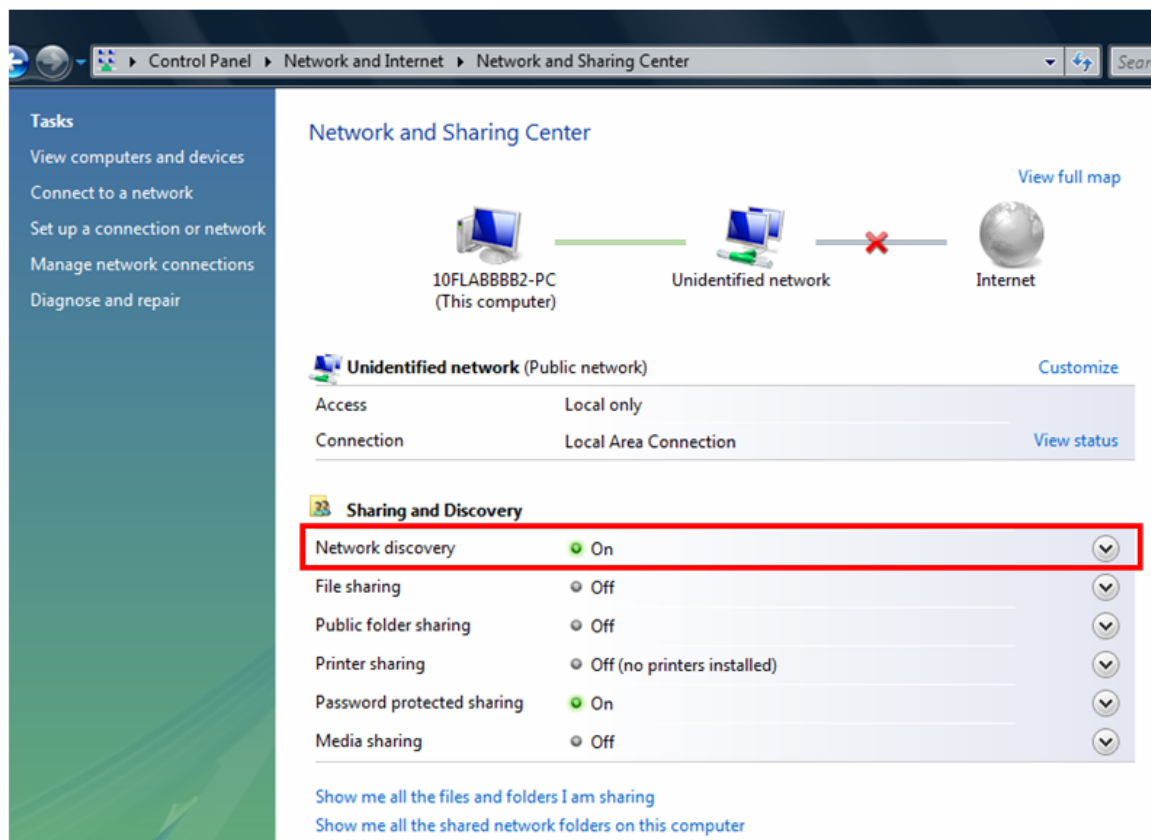 Control Panel Network and Internet Network and Sharing Center
Tasks
View computers and devices
Connect to a network
Set up a connection or network
Manage network connections
Diagnose and repair
Network and Sharing Center
View full map
10FLABBBB2-PC
(This computer)
Unidentified network
Internet
Unidentified network (Public network) Customize
Access Local only
Connection Local Area Connection View status
Sharing and Discovery
Network discovery On
File sharing Off
Public folder sharing Off
Printer sharing Off (no printers installed)
Password protected sharing On
Media sharing Off
Show me all the files and folders I am sharing
Show me all the shared network folders on this computer